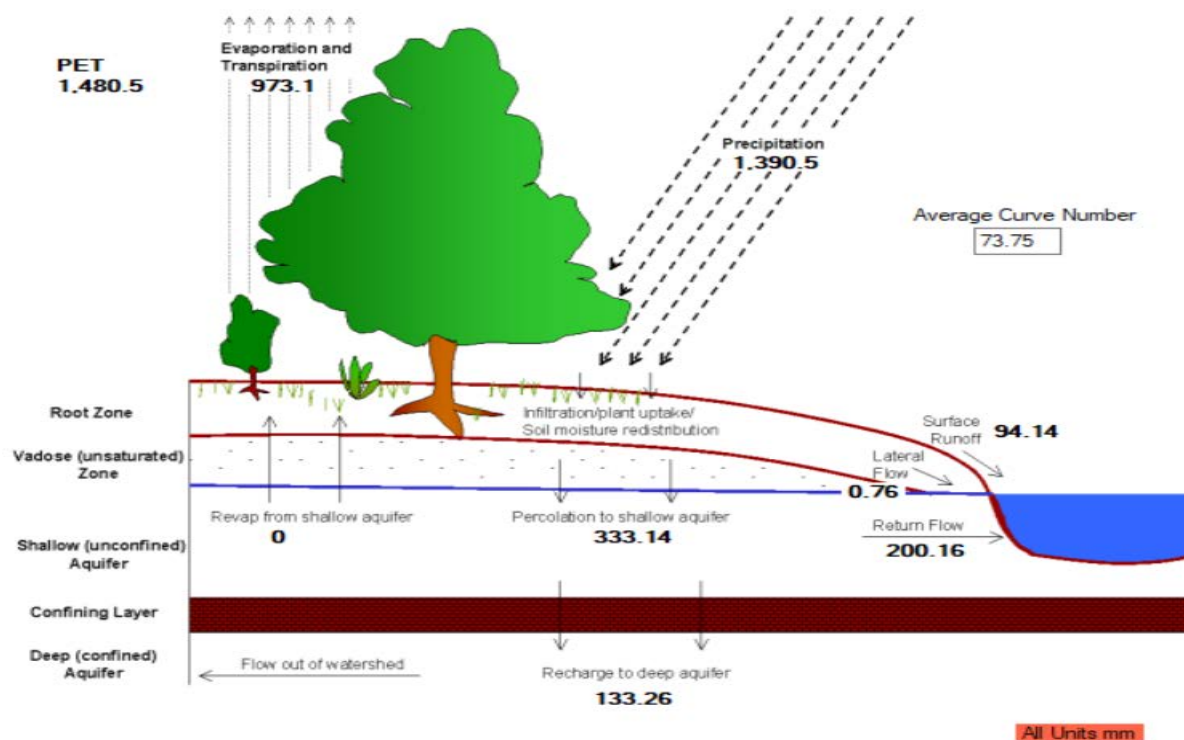 PET
1,480.5
Evaporation and
Transpiration
973.1
Precipitation
1,390.5
Average Curve Number
73.75
Root Zone
Infiltration/plant uptake/
Soil moisture redistribution
Surface
Runoff
94.14
Vadose (unsaturated)
Zone
Lateral
Flow
0.76
Revap from shallow aquifer
0
Percolation to shallow aquifer
333.14
Return Flow
200.16
Shallow (unconfined)
Aquifer
Confining Layer
Deep (confined)
Aquifer
Flow out of watershed
Recharge to deep aquifer
133.26
All Units mm